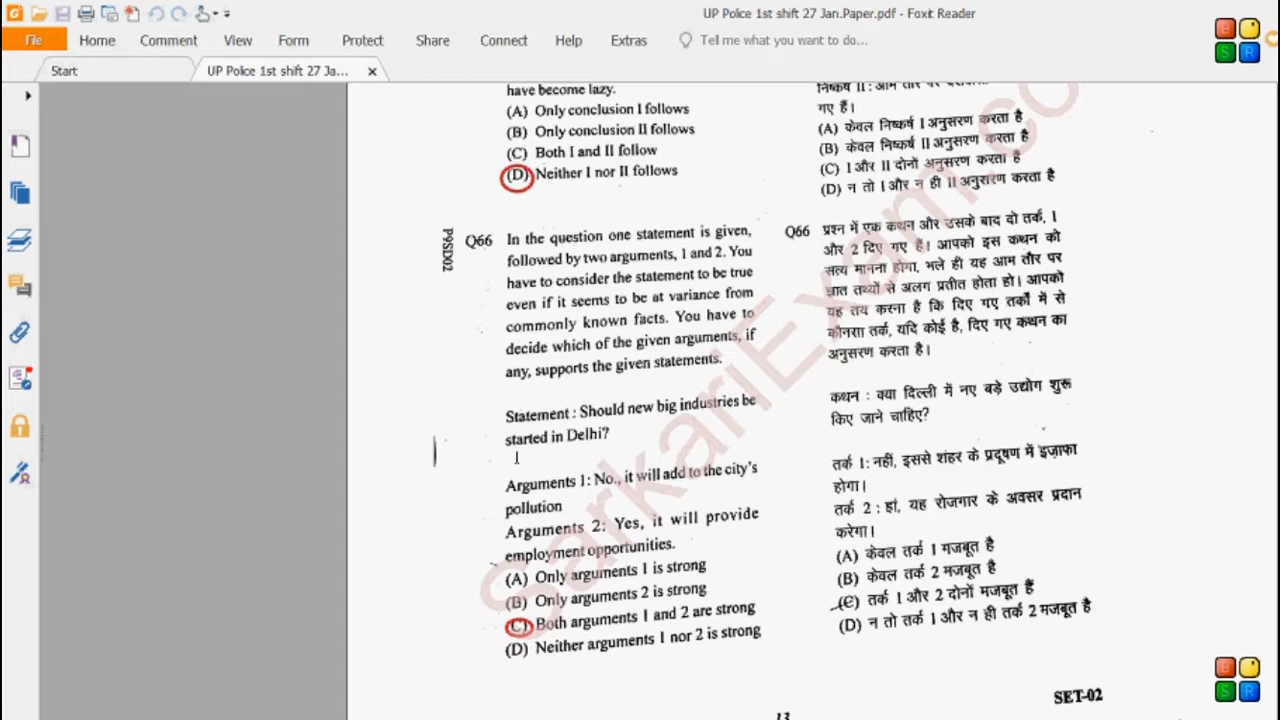 UP Police 1st shift 27 Jan.Paper.pdf - Foxit Reader
File Home Comment View Form Protect Share Connect Help Extras Tell me what you want to do...
Start UP Police 1st shift 27 Ja...
have become lazy.
(A) Only conclusion I follows
(B) Only conclusion II follows
(C) Both I and II follow
(D) Neither I nor II follows
P9SID02
Q66 In the question one statement is given,
followed by two arguments, 1 and 2. You
have to consider the statement to be true
even if it seems to be at variance from
commonly known facts. You have to
decide which of the given arguments, if
any, supports the given statements.
Statement : Should new big industries be
started in Delhi?
Arguments 1: No., it will add to the city's
pollution
Arguments 2: Yes, it will provide
employment opportunities.
(A) Only arguments 1 is strong
(B) Only arguments 2 is strong
(C) Both arguments 1 and 2 are strong
(D) Neither arguments 1 nor 2 is strong
निष्कर्ष II : आम तौर पर
गए हैं।
(A) केवल निष्कर्ष I अनुसरण करता है
(B) केवल निष्कर्ष II अनुसरण करता है
(C) I और II दोनों अनुसरण करता है
(D) न तो I और न ही II अनुसरण करता है
Q66 प्रश्न में एक कथन और उसके बाद दो तर्क, 1
और 2 दिए गए हैं। आपको इस कथन को
सत्य मानना होगा, भले ही यह आम तौर पर
ज्ञात तथ्यों से अलग प्रतीत होता हो। आपको
यह तय करना है कि दिए गए तर्कों में से
कौनसा तर्क, यदि कोई है, दिए गए कथन का
अनुसरण करता है।
कथन : क्या दिल्ली में नए बड़े उद्योग शुरू
किए जाने चाहिए?
तर्क 1: नहीं, इससे शहर के प्रदूषण में इज़ाफा
होगा।
तर्क 2 : हां, यह रोजगार के अवसर प्रदान
करेगा।
(A) केवल तर्क 1 मजबूत है
(B) केवल तर्क 2 मजबूत है
(C) तर्क 1 और 2 दोनों मजबूत हैं
(D) न तो तर्क 1 और न ही तर्क 2 मजबूत है
SET-02
13
SarkariExam.co
B
S R
B
S R